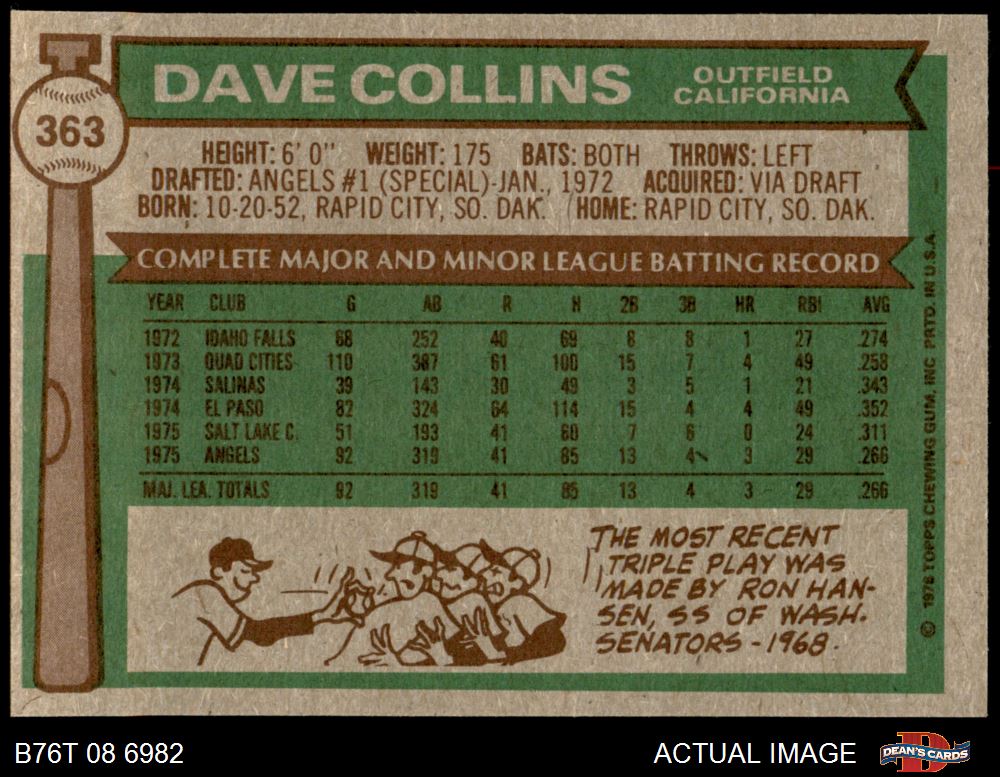 363
DAVE COLLINS
OUTFIELD
CALIFORNIA
HEIGHT: 6' 0" WEIGHT: 175 BATS: BOTH THROWS: LEFT
DRAFTED: ANGELS #1 (SPECIAL)-JAN., 1972 ACQUIRED: VIA DRAFT
BORN: 10-20-52, RAPID CITY, SO. DAK. HOME: RAPID CITY, SO. DAK.
COMPLETE MAJOR AND MINOR LEAGUE BATTING RECORD
YEAR CLUB G AB R H 2B 3B HR RBI AVG
1972 IDAHO FALLS 68 252 40 69 6 8 1 27 .274
1973 QUAD CITIES 110 387 61 100 15 7 4 49 .258
1974 SALINAS 39 143 30 49 3 5 1 21 .343
1974 EL PASO 82 324 64 114 15 4 4 49 .352
1975 SALT LAKE C. 51 193 41 60 7 6 0 24 .311
1975 ANGELS 92 319 41 85 13 4 3 29 .266
MAJ. LEA. TOTALS 92 319 41 85 13 4 3 29 .266
THE MOST RECENT
TRIPLE PLAY WAS
MADE BY RON HAN-
SEN, SS OF WASH.
SENATORS - 1968.
© 1976 TOPPS CHEWING GUM, INC. PRTD. IN U.S.A.
B76T 08 6982
ACTUAL IMAGE
DEAN'S CARDS